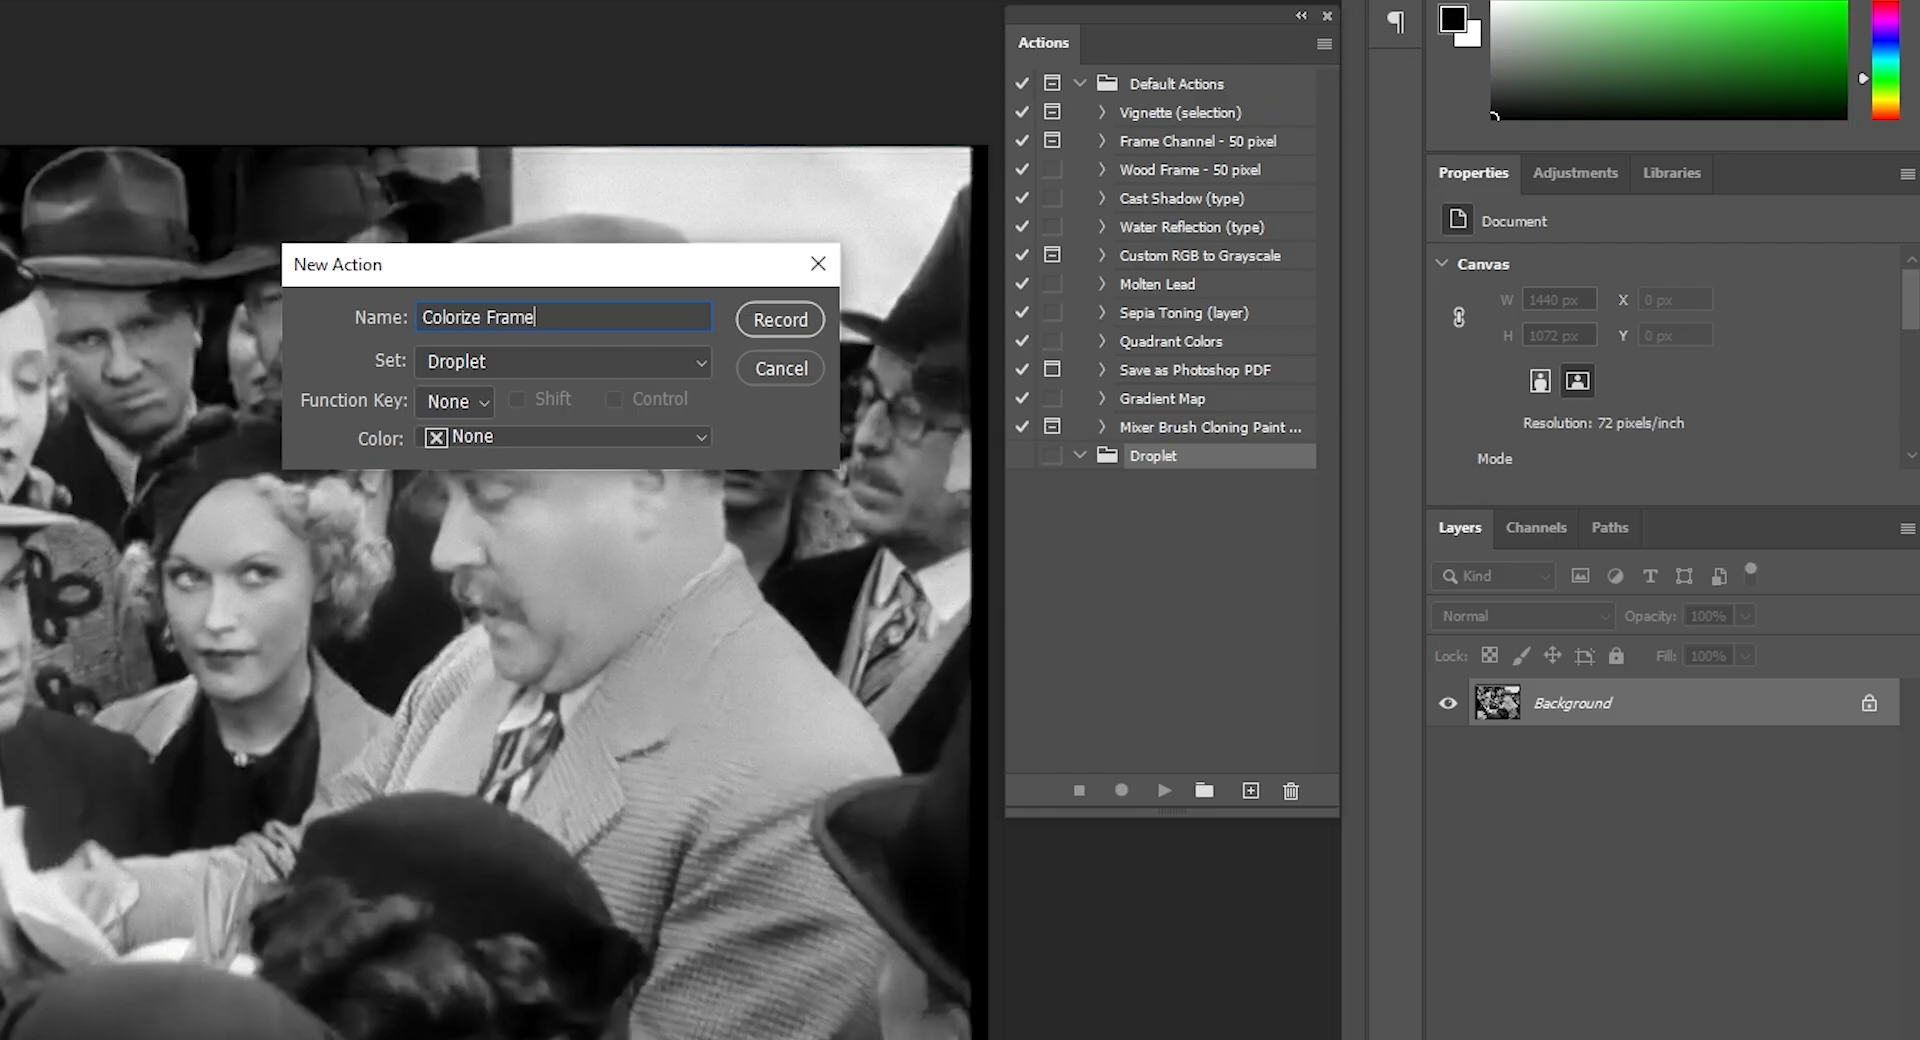 New Action
Name: Colorize Frame
Record
Set: Droplet
Cancel
Function Key: None Shift Control
Color: None
Actions
Default Actions
Vignette (selection)
Frame Channel - 50 pixel
Wood Frame - 50 pixel
Cast Shadow (type)
Water Reflection (type)
Custom RGB to Grayscale
Molten Lead
Sepia Toning (layer)
Quadrant Colors
Save as Photoshop PDF
Gradient Map
Mixer Brush Cloning Paint ...
Droplet
Properties Adjustments Libraries
Document
Canvas
W 1440 px X 0 px
H 1072 px Y 0 px
Resolution: 72 pixels/inch
Mode
Layers Channels Paths
Kind
Normal Opacity: 100%
Lock: Fill: 100%
Background